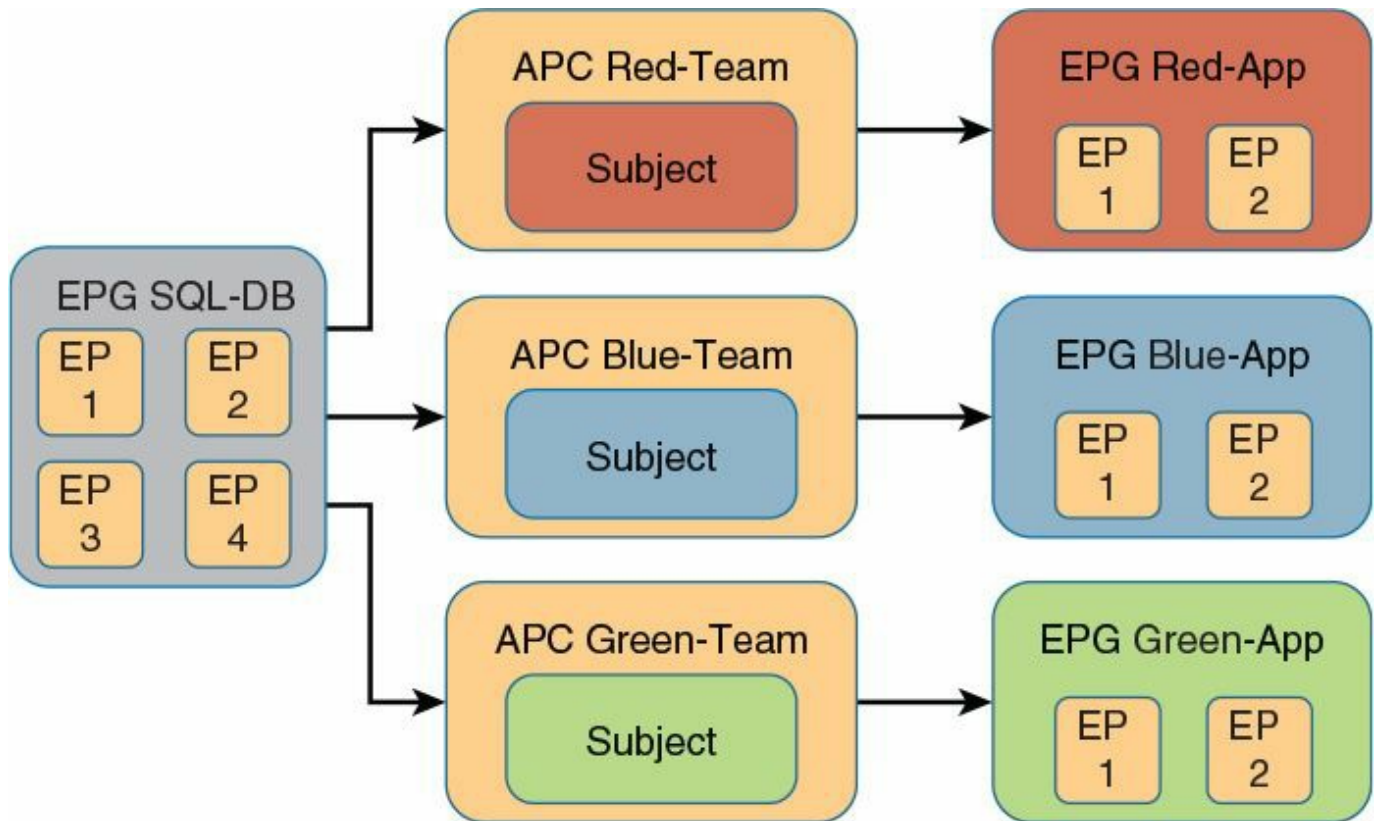 EPG SQL-DB
EP
1
EP
2
EP
3
EP
4
APC Red-Team
Subject
EPG Red-App
EP
1
EP
2
APC Blue-Team
Subject
EPG Blue-App
EP
1
EP
2
APC Green-Team
Subject
EPG Green-App
EP
1
EP
2